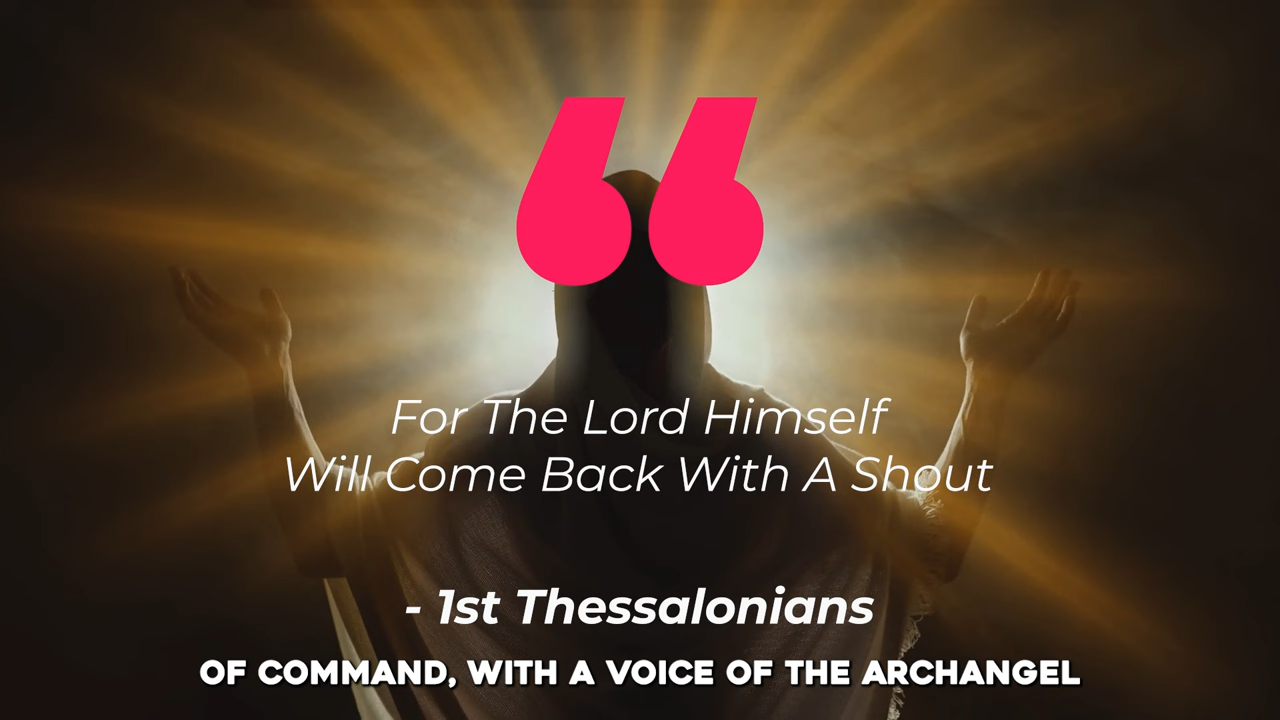 “
For The Lord Himself
Will Come Back With A Shout
- 1st Thessalonians
OF COMMAND, WITH A VOICE OF THE ARCHANGEL